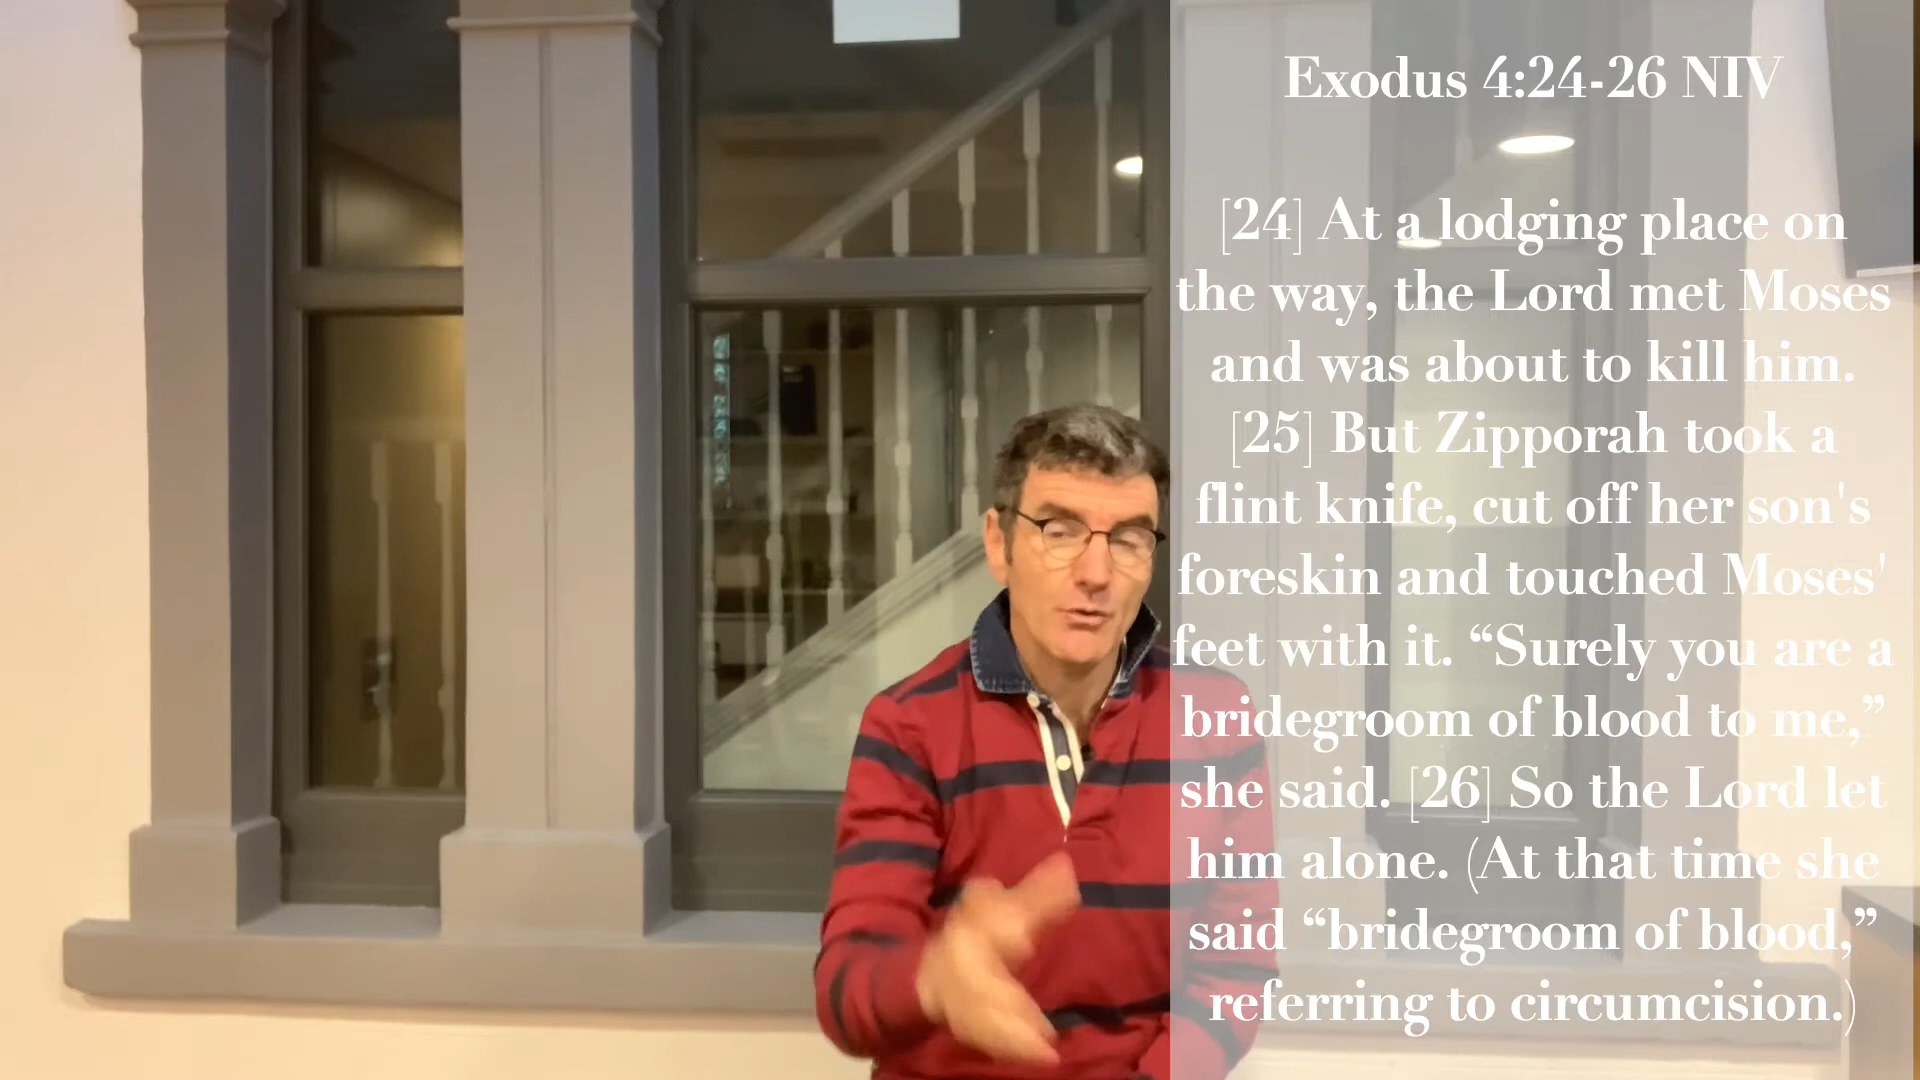 Exodus 4:24-26 NIV
[24] At a lodging place on
the way, the Lord met Moses
and was about to kill him.
[25] But Zipporah took a
flint knife, cut off her son's
foreskin and touched Moses'
feet with it. “Surely you are a
bridegroom of blood to me,”
she said. [26] So the Lord let
him alone. (At that time she
said “bridegroom of blood,”
referring to circumcision.)